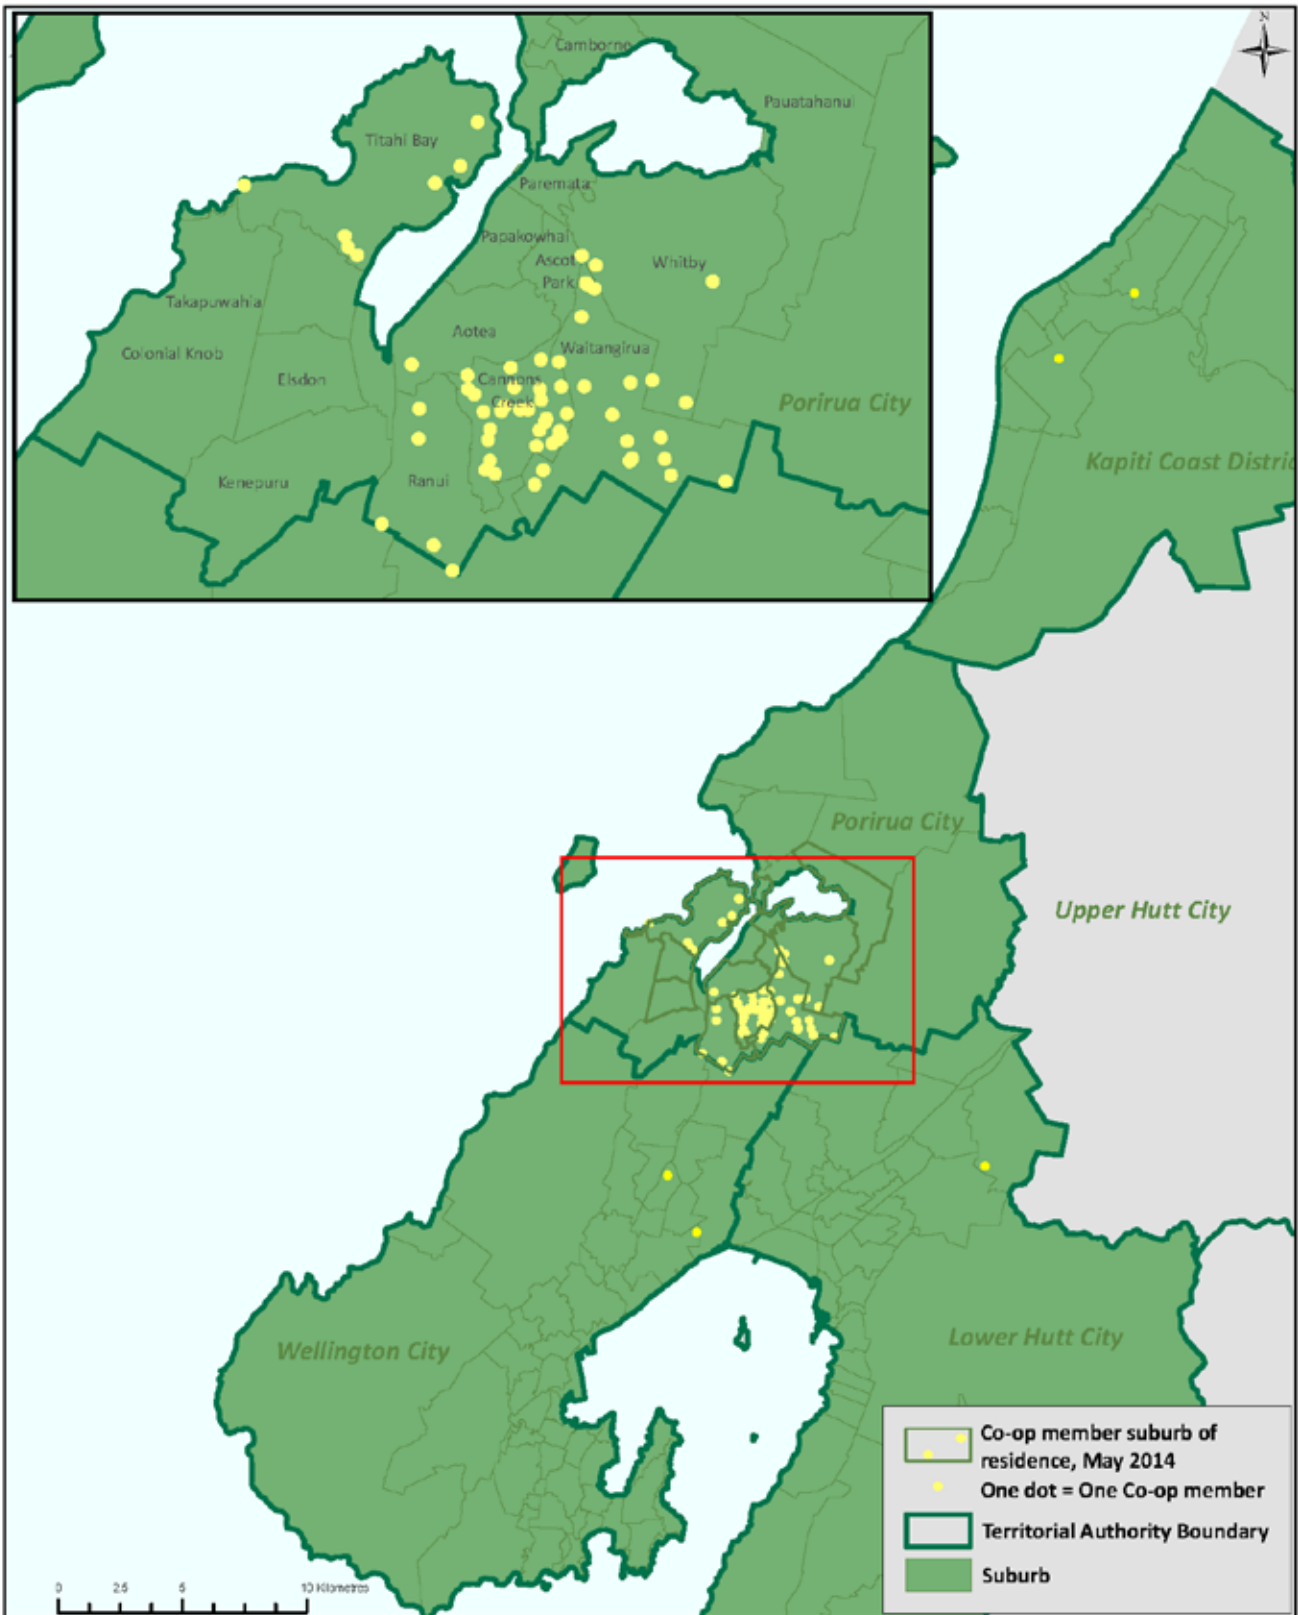 N
Camborne
Pauatahanui
Titahi Bay
Paremata
Papakowhai
Ascot
Park
Whitby
Takapuwahia
Aotea
Waitangirua
Colonial Knob
Elsdon
Cannons
Creek
Porirua City
Kenepuru
Ranui
Kapiti Coast Distric
Porirua City
Upper Hutt City
Wellington City
Lower Hutt City
Co-op member suburb of
residence, May 2014
One dot = One Co-op member
Territorial Authority Boundary
Suburb
0 2.5 5 10 Kilometres